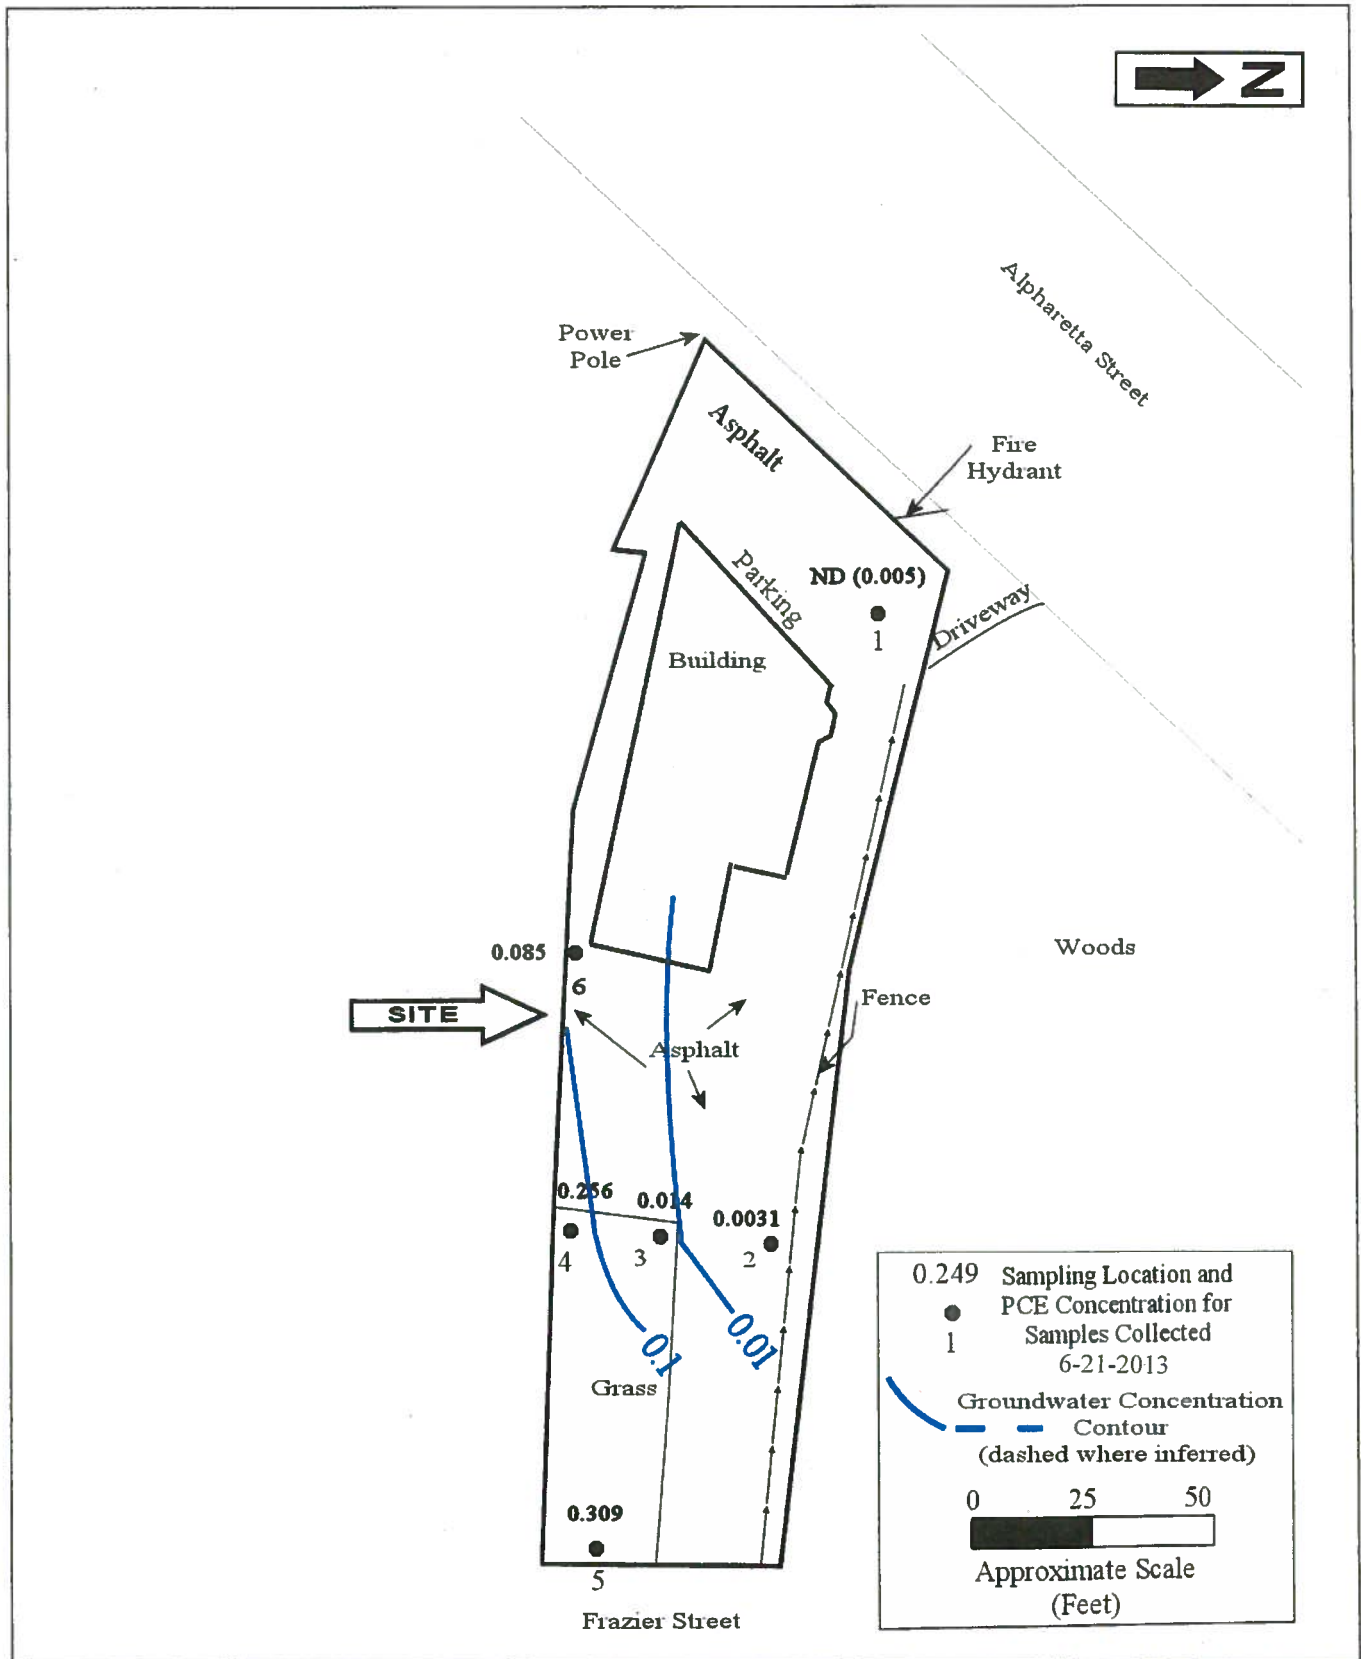 N
Alpharetta Street
Power
Pole
Asphalt
Fire
Hydrant
Parking
ND (0.005)
1
Driveway
Building
0.085
6
Woods
SITE
Fence
Asphalt
0.256
0.014
0.0031
4
3
2
0.1
0.01
Grass
0.309
5
Frazier Street
0.249 Sampling Location and
PCE Concentration for
1 Samples Collected
6-21-2013
Groundwater Concentration
Contour
(dashed where inferred)
0 25 50
Approximate Scale
(Feet)